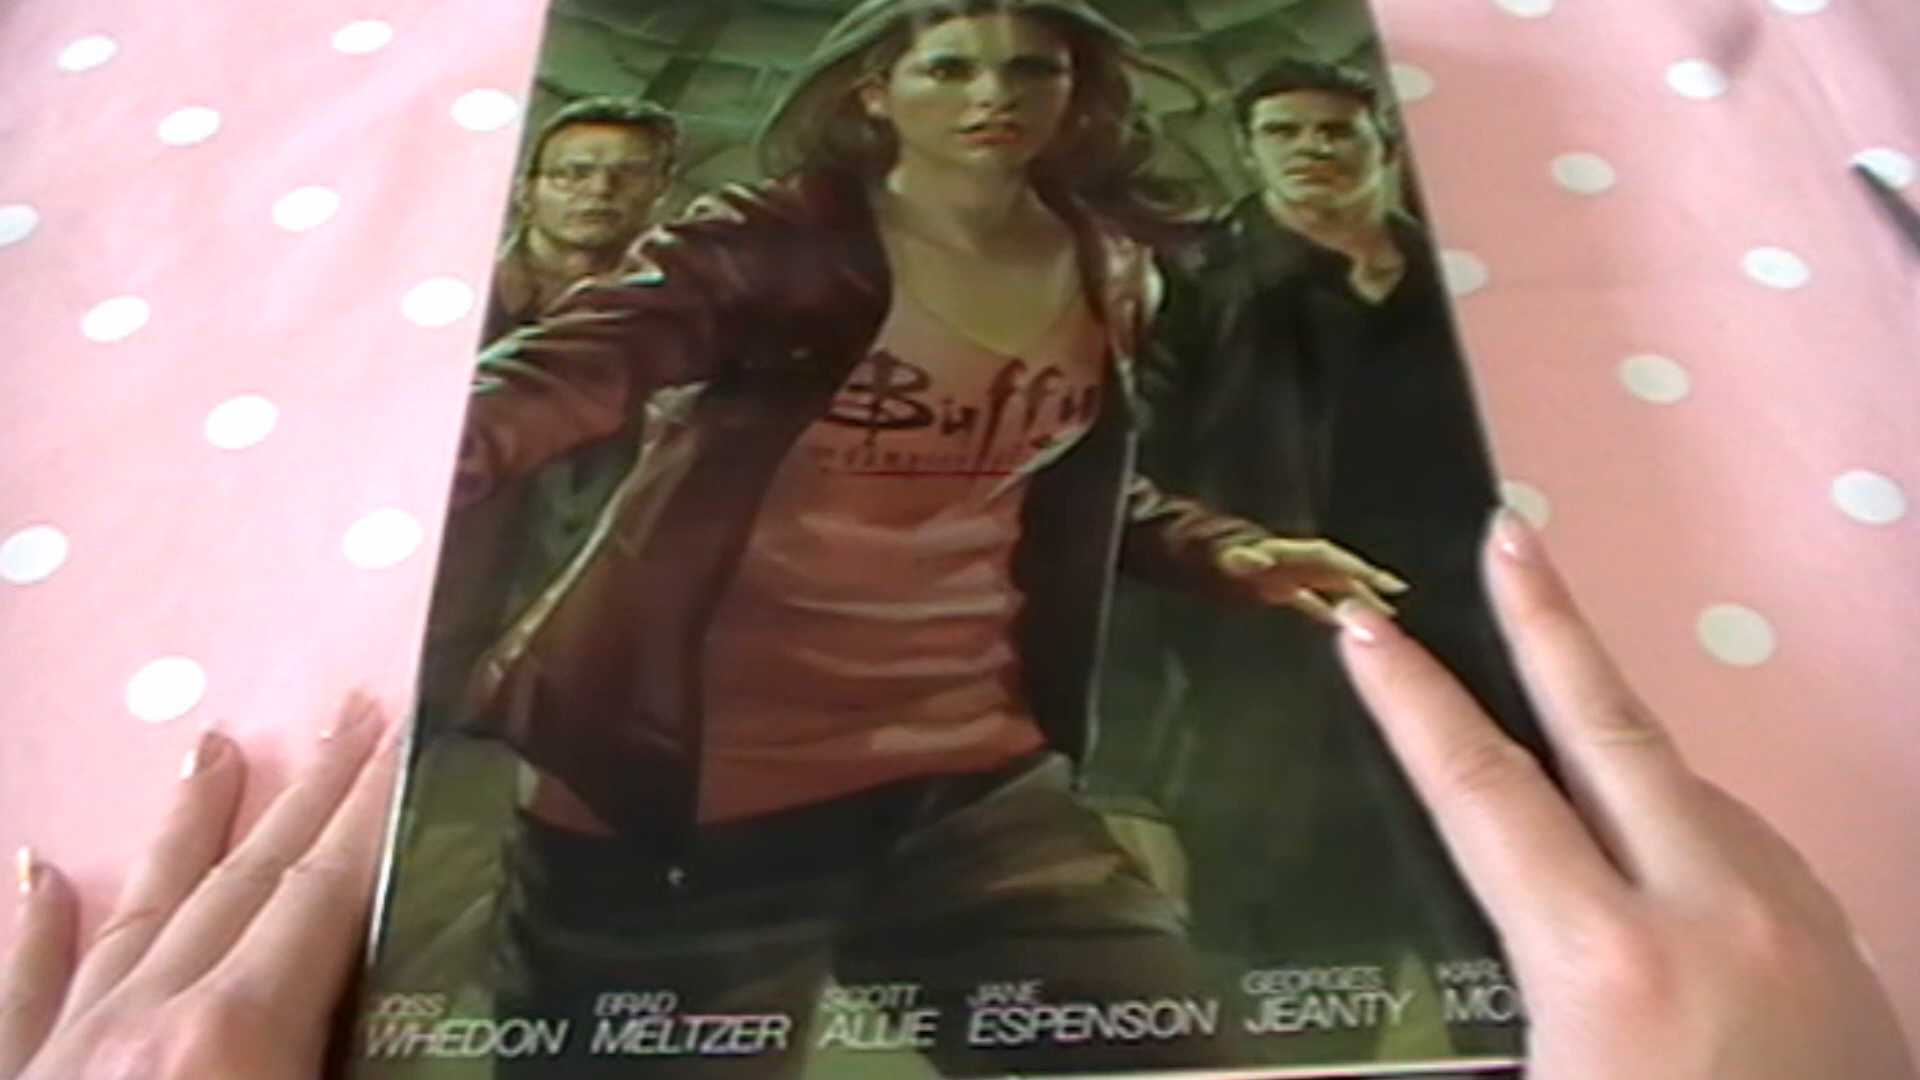 Buffy
JOSS WHEDON
BRAD MELTZER
SCOTT ALLIE
JANE ESPENSON
GEORGES JEANTY